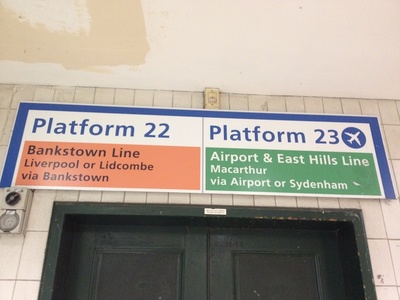 Platform 22
Bankstown Line
Liverpool or Lidcombe
via Bankstown
Platform 23
Airport & East Hills Line
Macarthur
via Airport or Sydenham